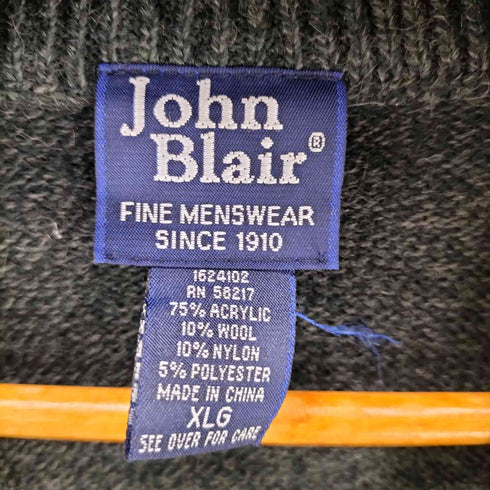 John
Blair®
FINE MENSWEAR
SINCE 1910
1624102
RN 58217
75% ACRYLIC
10% WOOL
10% NYLON
5% POLYESTER
MADE IN CHINA
XLG
SEE OVER FOR CARE